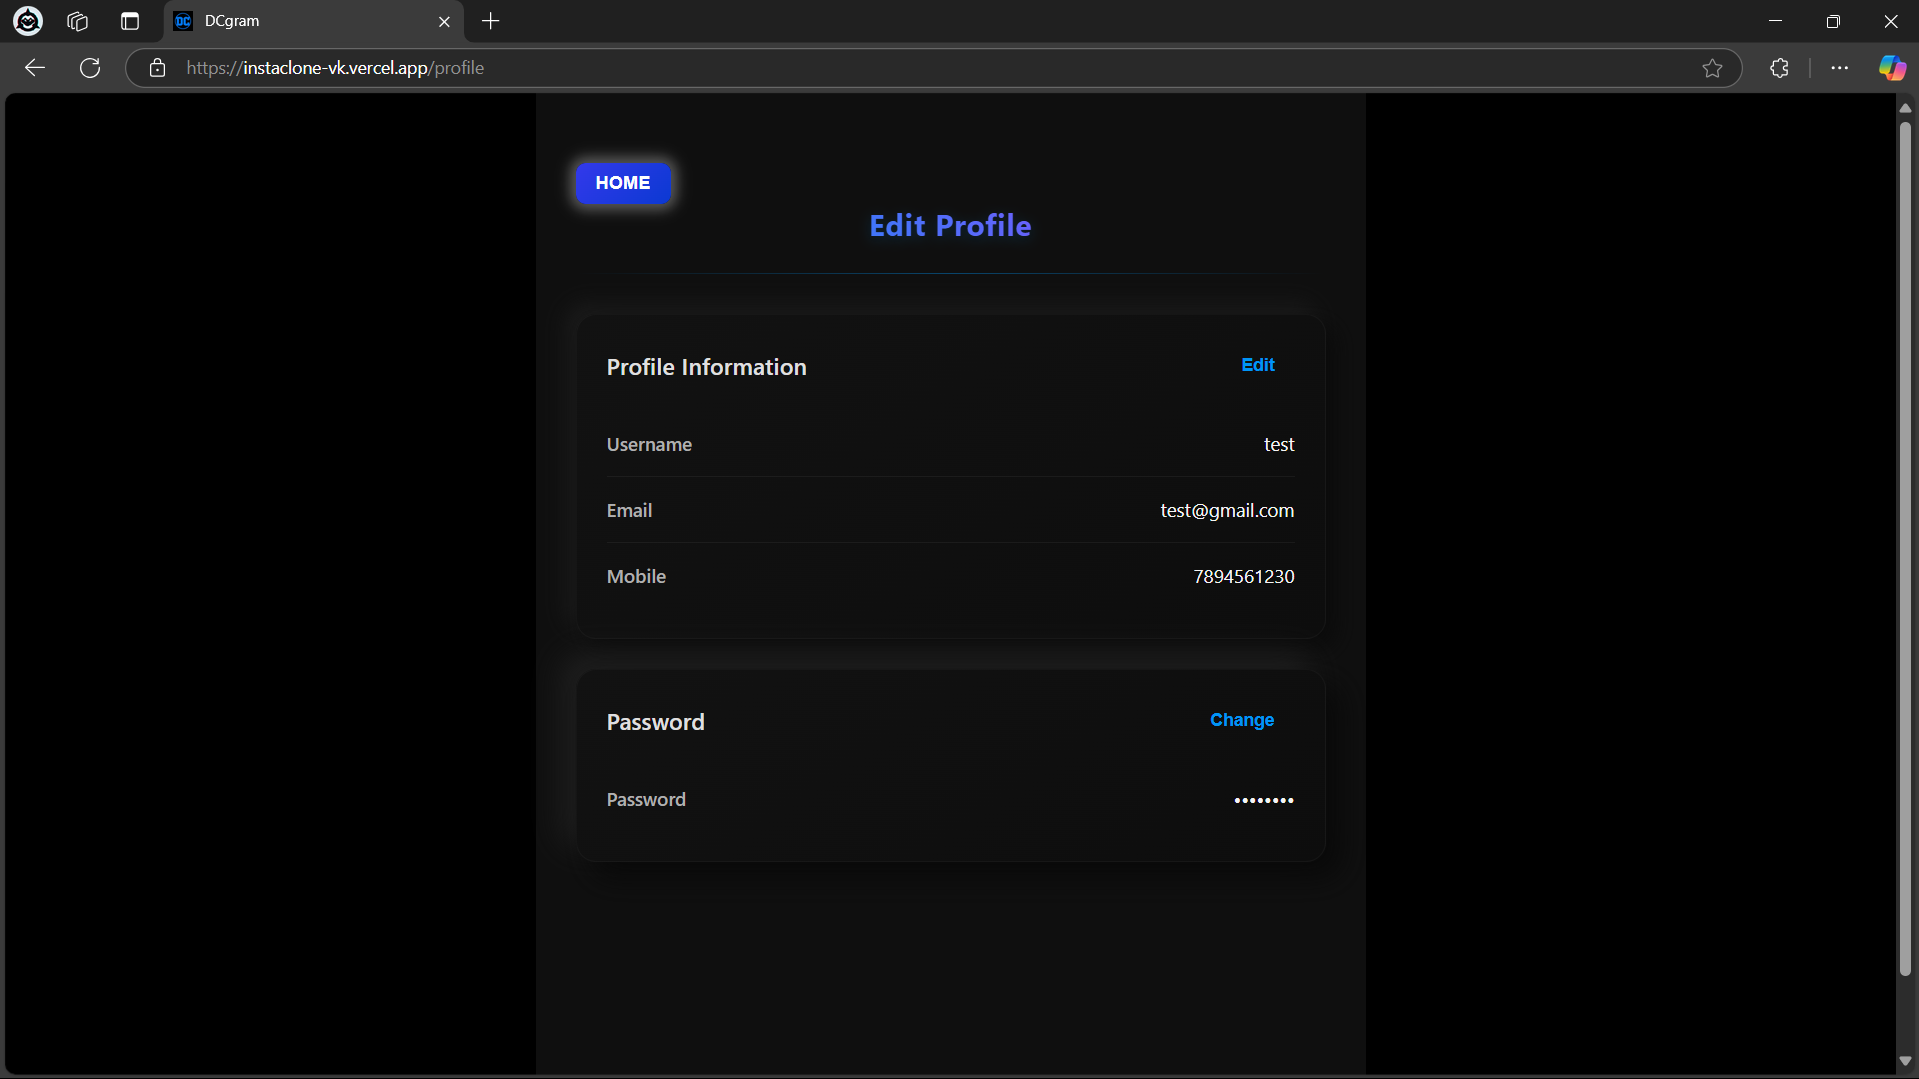 DC DCgram
https://instaclone-vk.vercel.app/profile
HOME
Edit Profile
Profile Information Edit
Username test
Email test@gmail.com
Mobile 7894561230
Password Change
Password ••••••••